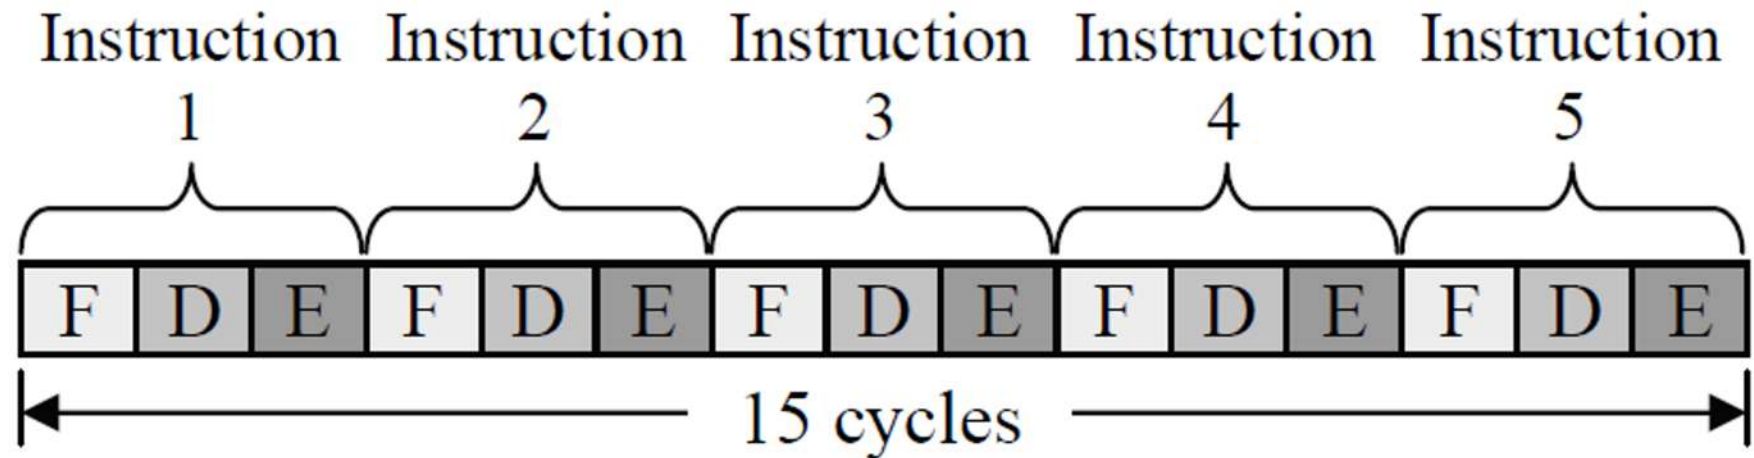 Instruction Instruction Instruction Instruction Instruction
1 2 3 4 5
F D E F D E F D E F D E F D E
15 cycles